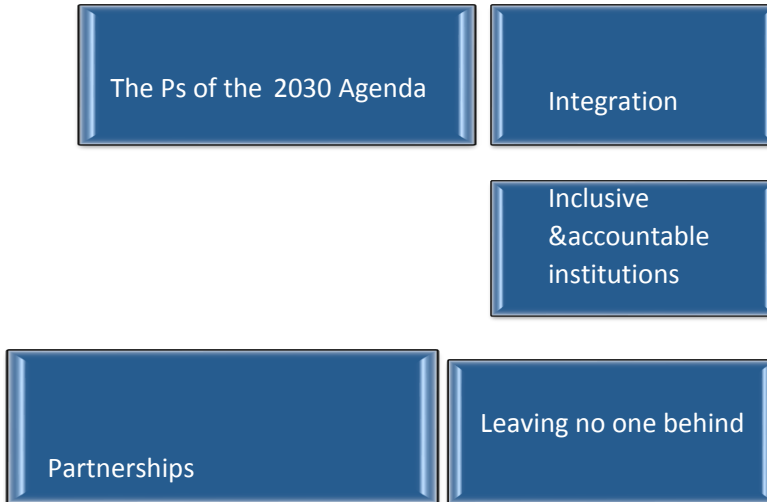 The Ps of the 2030 Agenda
Integration
Inclusive
&accountable
institutions
Partnerships
Leaving no one behind